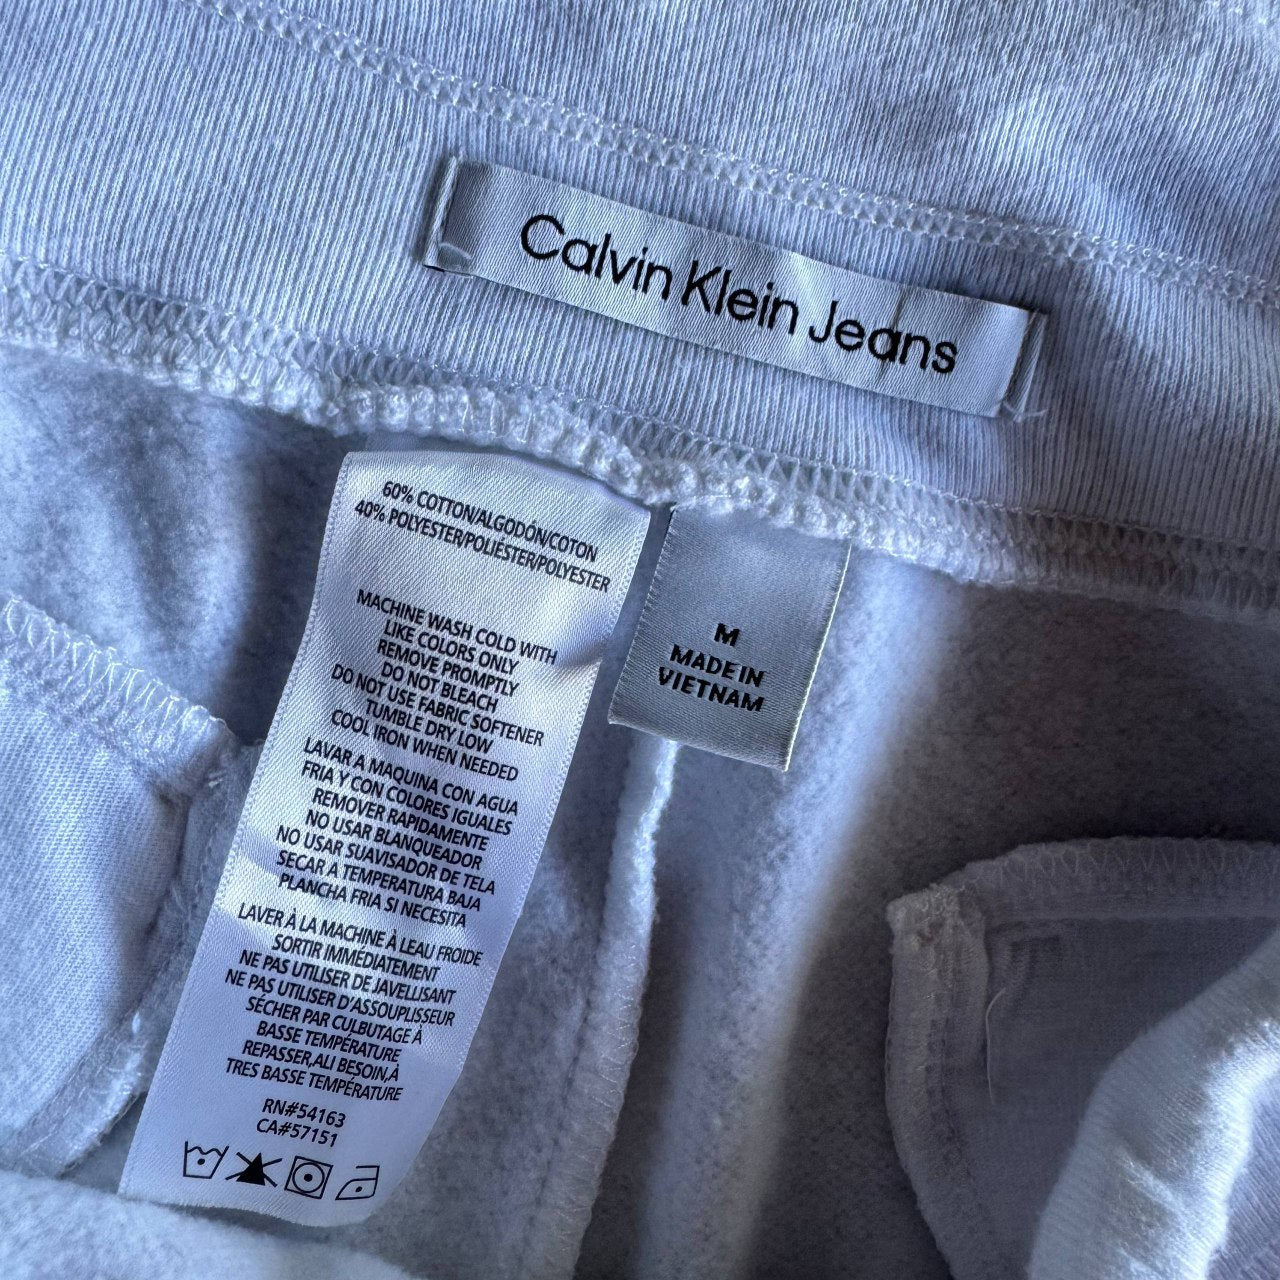 Calvin Klein Jeans
60% COTTON/ALGODÓN/COTON
40% POLYESTER/POLIÉSTER/POLYESTER
MACHINE WASH COLD WITH
LIKE COLORS ONLY
REMOVE PROMPTLY
DO NOT BLEACH
DO NOT USE FABRIC SOFTENER
TUMBLE DRY LOW
COOL IRON WHEN NEEDED
LAVAR A MAQUINA CON AGUA
FRIA Y CON COLORES IGUALES
REMOVER RAPIDAMENTE
NO USAR BLANQUEADOR
NO USAR SUAVISADOR DE TELA
SECAR A TEMPERATURA BAJA
PLANCHA FRIA SI NECESITA
LAVER À LA MACHINE À LEAU FROIDE
SORTIR IMMÉDIATEMENT
NE PAS UTILISER DE JAVELLISANT
NE PAS UTILISER D'ASSOUPLISSEUR
SÉCHER PAR CULBUTAGE À
BASSE TEMPÉRATURE
REPASSER,ALI BESOIN,À
TRES BASSE TEMPÉRATURE
RN#54163
CA#57151
M
MADE IN
VIETNAM